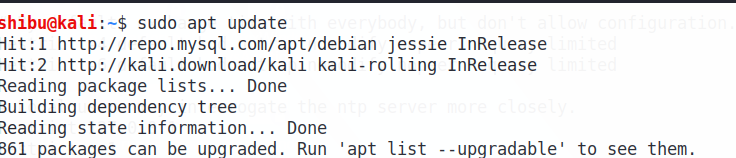 shibu@kali:~$ sudo apt update
Hit:1 http://repo.mysql.com/apt/debian jessie InRelease
Hit:2 http://kali.download/kali kali-rolling InRelease
Reading package lists... Done
Building dependency tree
Reading state information... Done
861 packages can be upgraded. Run 'apt list --upgradable' to see them.